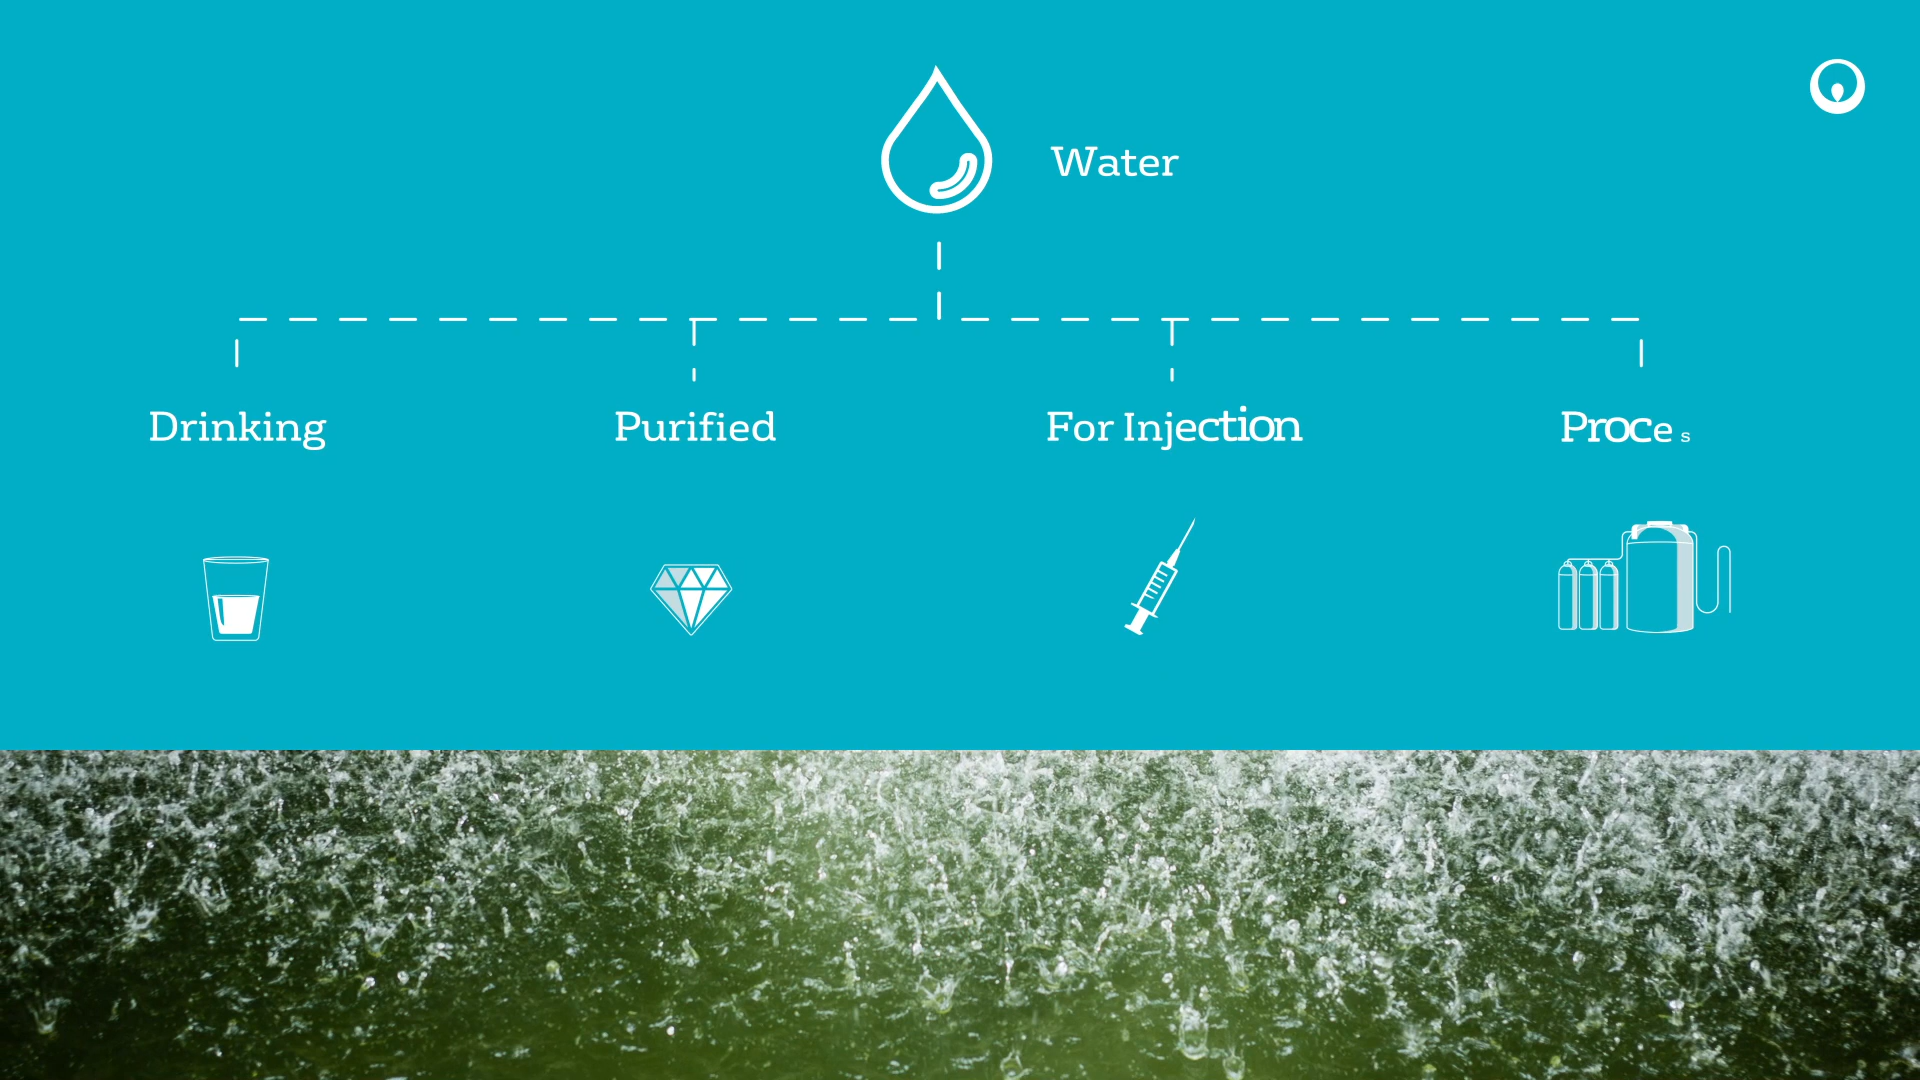 Water
Drinking
Purified
For Injection
Proce s